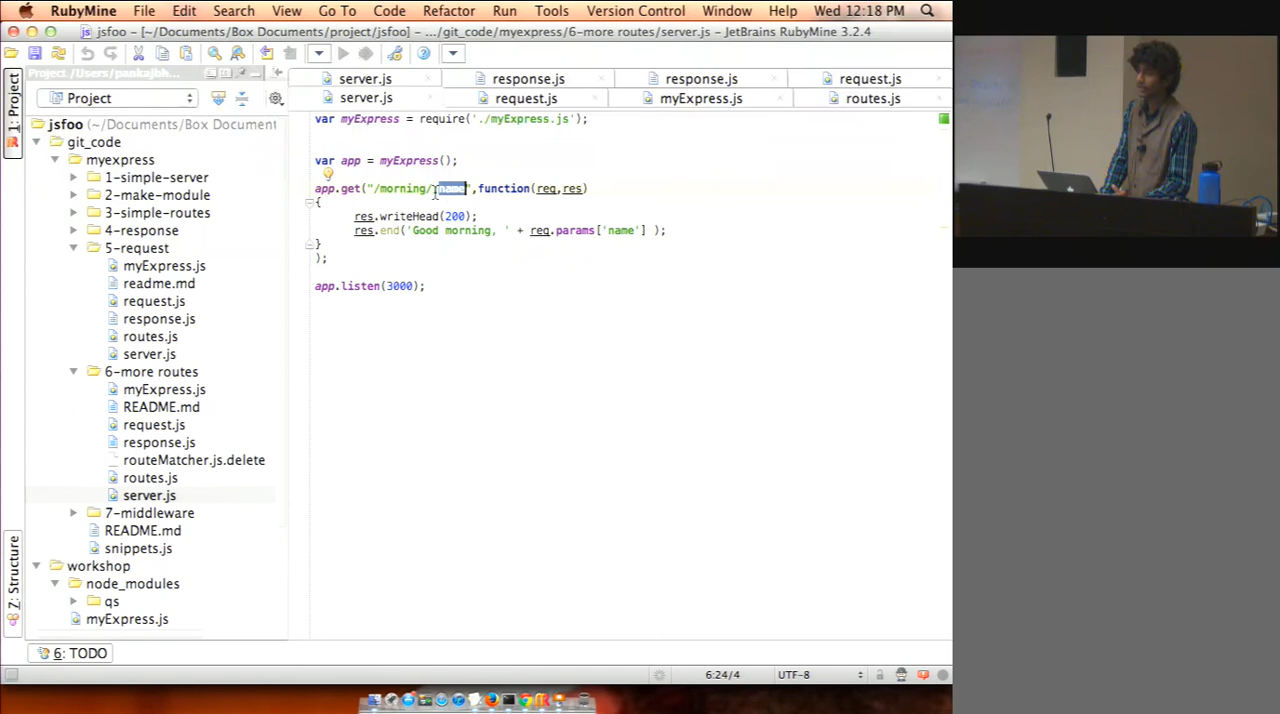 RubyMine File Edit Search View Go To Code Refactor Run Tools Version Control Window Help Wed 12:18 PM
jsfoo - [~/Documents/Box Documents/project/jsfoo] - .../git_code/myexpress/6-more routes/server.js - JetBrains RubyMine 3.2.4
1: Project
Project
server.js response.js response.js request.js
server.js request.js myExpress.js routes.js
jsfoo (~/Documents/Box Document
git_code
myexpress
1-simple-server
2-make-module
3-simple-routes
4-response
5-request
myExpress.js
readme.md
request.js
response.js
routes.js
server.js
6-more routes
myExpress.js
README.md
request.js
response.js
routeMatcher.js.delete
routes.js
server.js
7-middleware
README.md
snippets.js
workshop
node_modules
qs
myExpress.js
7: Structure
var myExpress = require('./myExpress.js');
var app = myExpress();
app.get("/morning/:name",function(req,res)
{
res.writeHead(200);
res.end('Good morning, ' + req.params['name'] );
}
);
app.listen(3000);
6: TODO
6:24/4 UTF-8